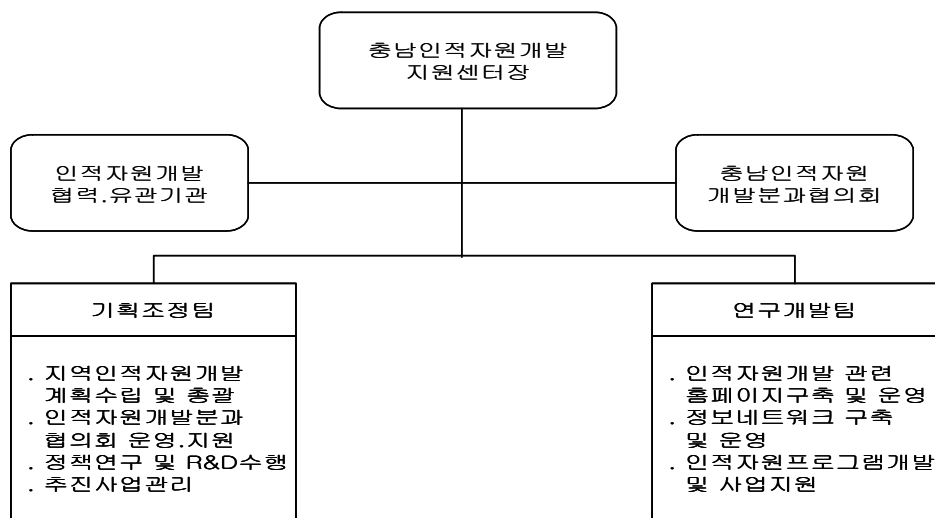 충남인적자원개발
지원센터장
인적자원개발
협력.유관기관
충남인적자원
개발분과협의회
기획조정팀
. 지역인적자원개발
계획수립 및 총괄
. 인적자원개발분과
협의회 운영.지원
. 정책연구 및 R&D수행
. 추진사업관리
연구개발팀
. 인적자원개발 관련
홈페이지구축 및 운영
. 정보네트워크 구축
및 운영
. 인적자원프로그램개발
및 사업지원